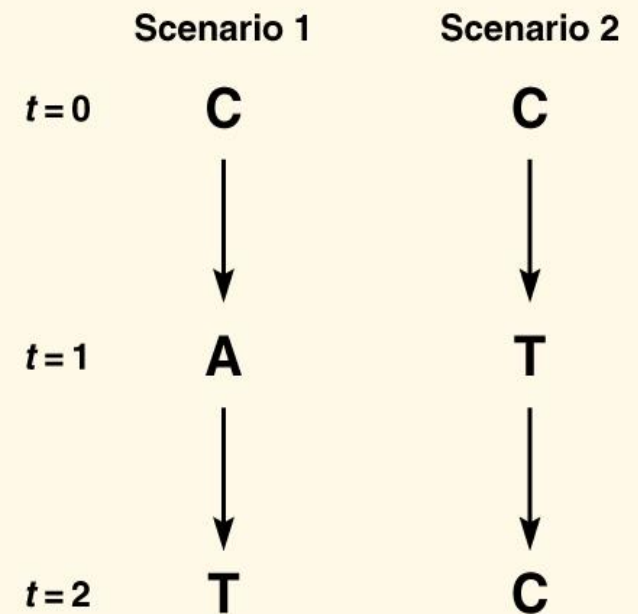 Scenario 1 Scenario 2
t = 0 C C
t = 1 A T
t = 2 T C